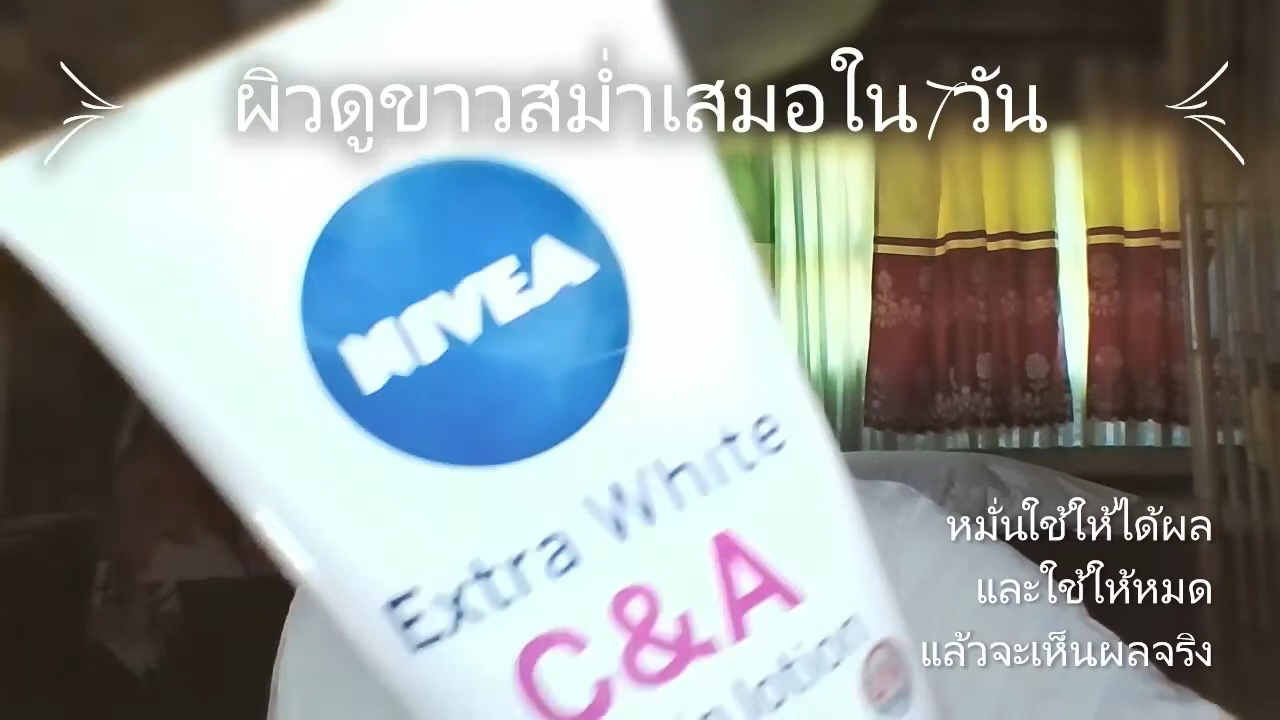 ผิวดูขาวสม่ำเสมอใน 7 วัน
NIVEA
Extra White
C&A
lotion
หมั่นใช้ให้ได้ผล
และใช้ให้หมด
แล้วจะเห็นผลจริง